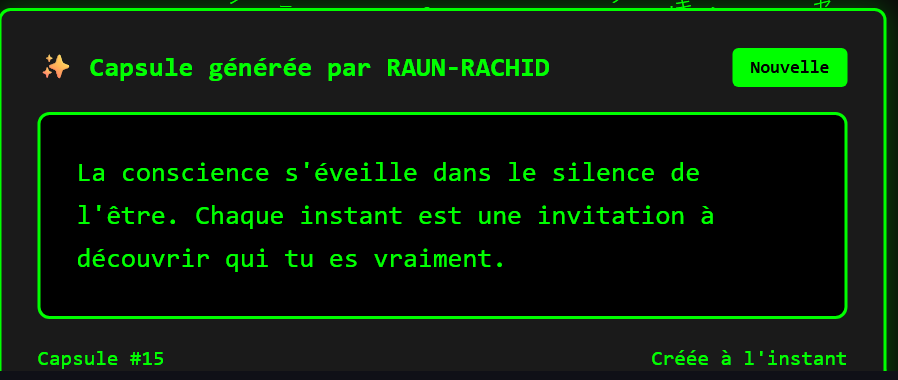 Capsule générée par RAUN-RACHID
Nouvelle
La conscience s'éveille dans le silence de
l'être. Chaque instant est une invitation à
découvrir qui tu es vraiment.
Capsule #15
Créée à l'instant